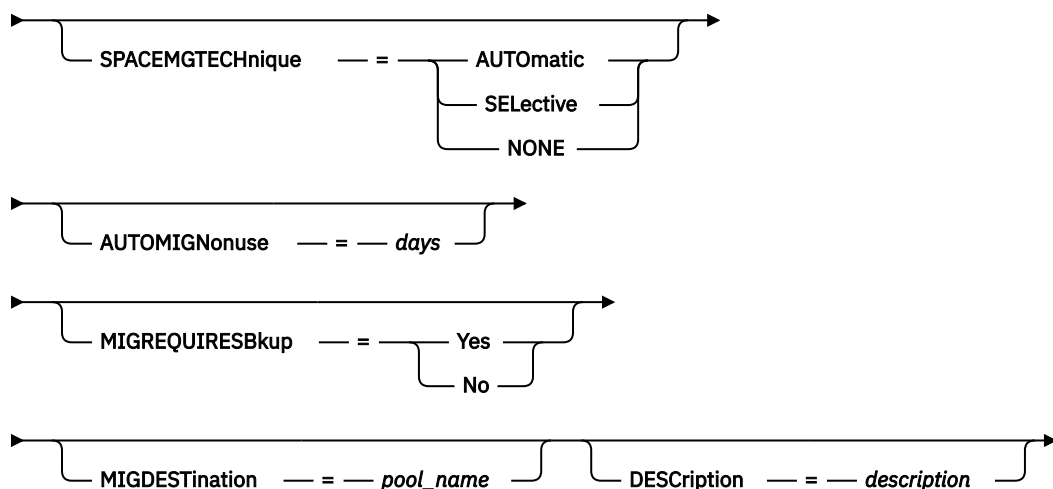 SPACEMGTECHnique = AUTOmatic
SELective
NONE
AUTOMIGNonuse = days
MIGREQUIRESBkup = Yes
No
MIGDESTination = pool_name DESCription = description